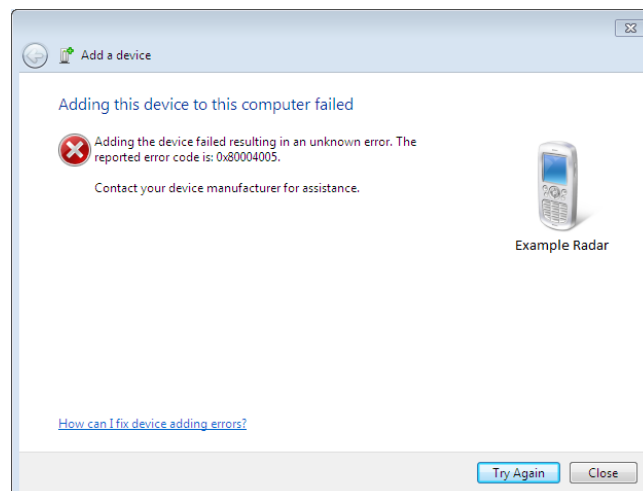 Add a device
Adding this device to this computer failed
Adding the device failed resulting in an unknown error. The
reported error code is: 0x80004005.
Contact your device manufacturer for assistance.
Example Radar
How can I fix device adding errors?
Try Again
Close